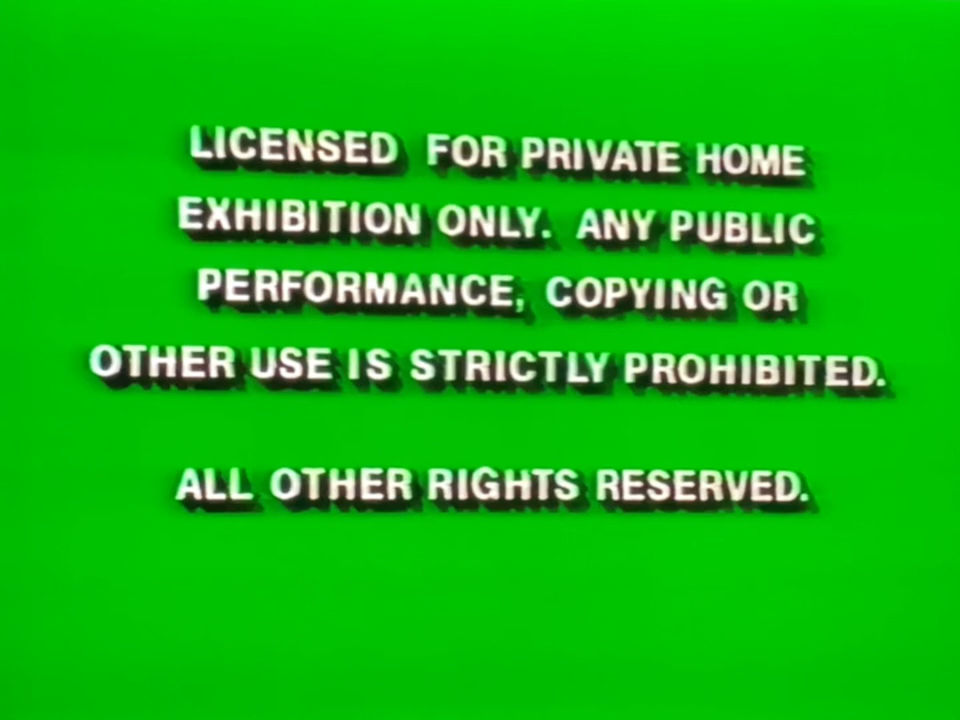 LICENSED FOR PRIVATE HOME
EXHIBITION ONLY. ANY PUBLIC
PERFORMANCE, COPYING OR
OTHER USE IS STRICTLY PROHIBITED.
ALL OTHER RIGHTS RESERVED.